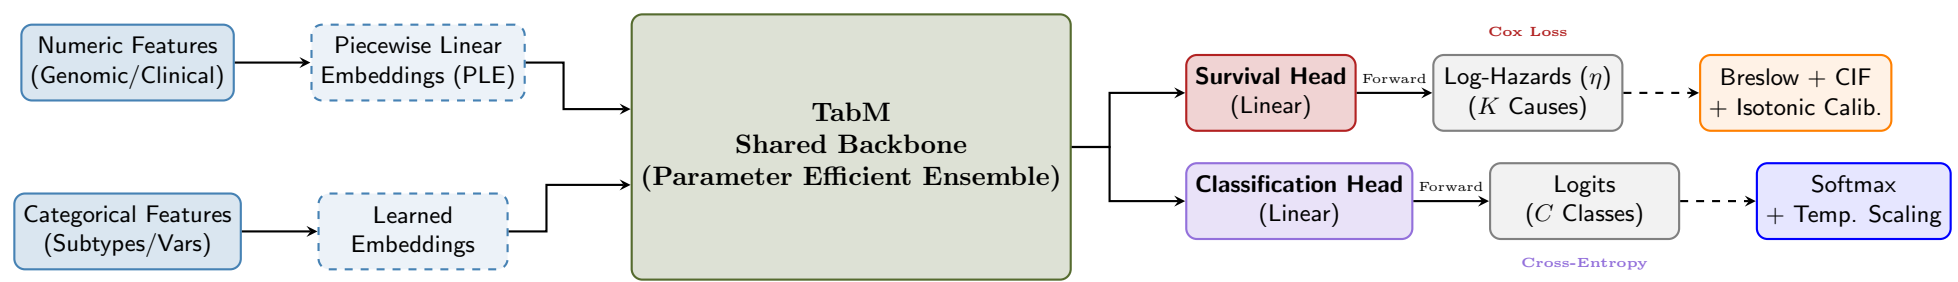 Numeric Features
(Genomic/Clinical)
Piecewise Linear
Embeddings (PLE)
Categorical Features
(Subtypes/Vars)
Learned
Embeddings
TabM
Shared Backbone
(Parameter Efficient Ensemble)
Cox Loss
Survival Head
(Linear)
Forward
Log-Hazards (η)
(K Causes)
Breslow + CIF
+ Isotonic Calib.
Classification Head
(Linear)
Forward
Logits
(C Classes)
Softmax
+ Temp. Scaling
Cross-Entropy